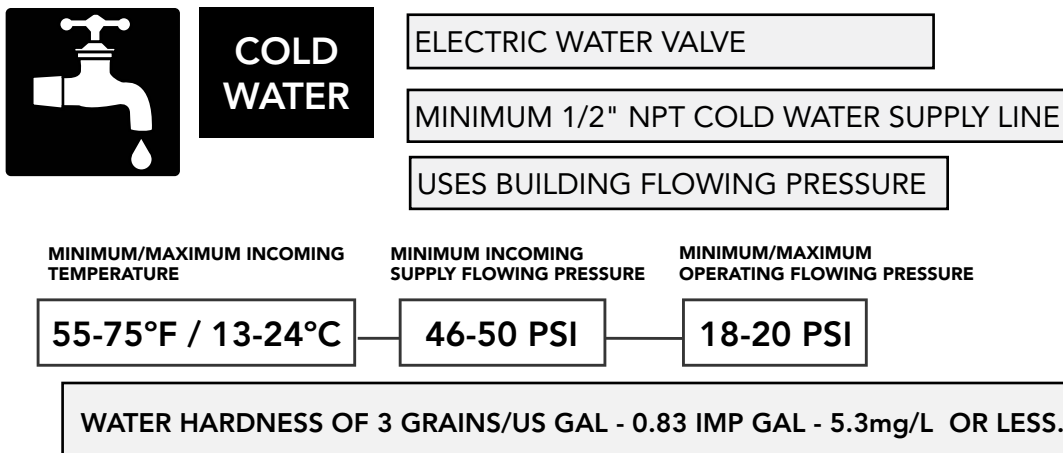 COLD
WATER
ELECTRIC WATER VALVE
MINIMUM 1/2" NPT COLD WATER SUPPLY LINE
USES BUILDING FLOWING PRESSURE
MINIMUM/MAXIMUM INCOMING
TEMPERATURE
MINIMUM INCOMING
SUPPLY FLOWING PRESSURE
MINIMUM/MAXIMUM
OPERATING FLOWING PRESSURE
55-75°F / 13-24°C
46-50 PSI
18-20 PSI
WATER HARDNESS OF 3 GRAINS/US GAL - 0.83 IMP GAL - 5.3mg/L OR LESS.